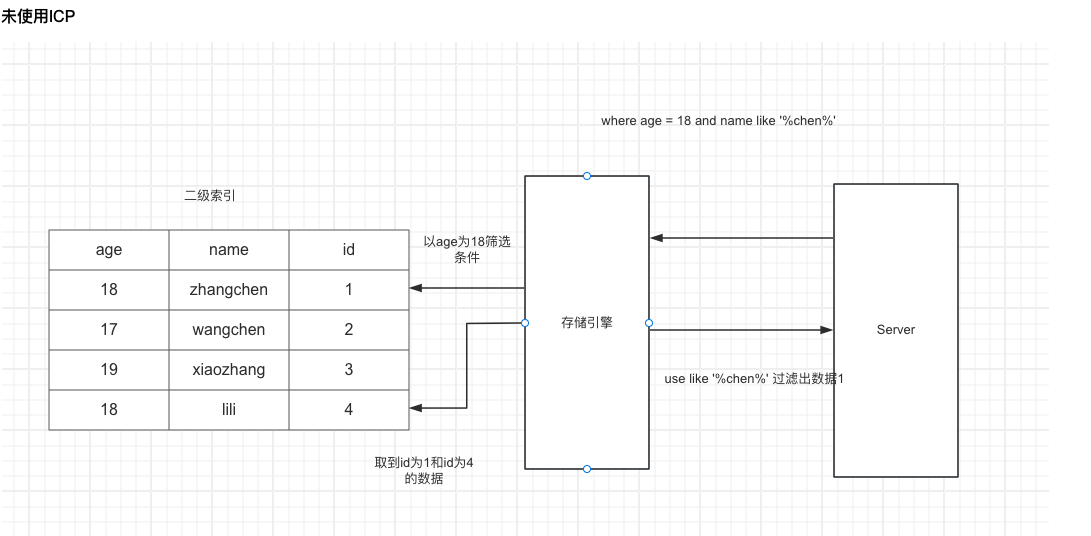 未使用ICP
where age = 18 and name like '%chen%'
二级索引
age name id
18 zhangchen 1
17 wangchen 2
19 xiaozhang 3
18 lili 4
以age为18筛选
条件
存储引擎
Server
use like '%chen%' 过滤出数据1
取到id为1和id为4
的数据